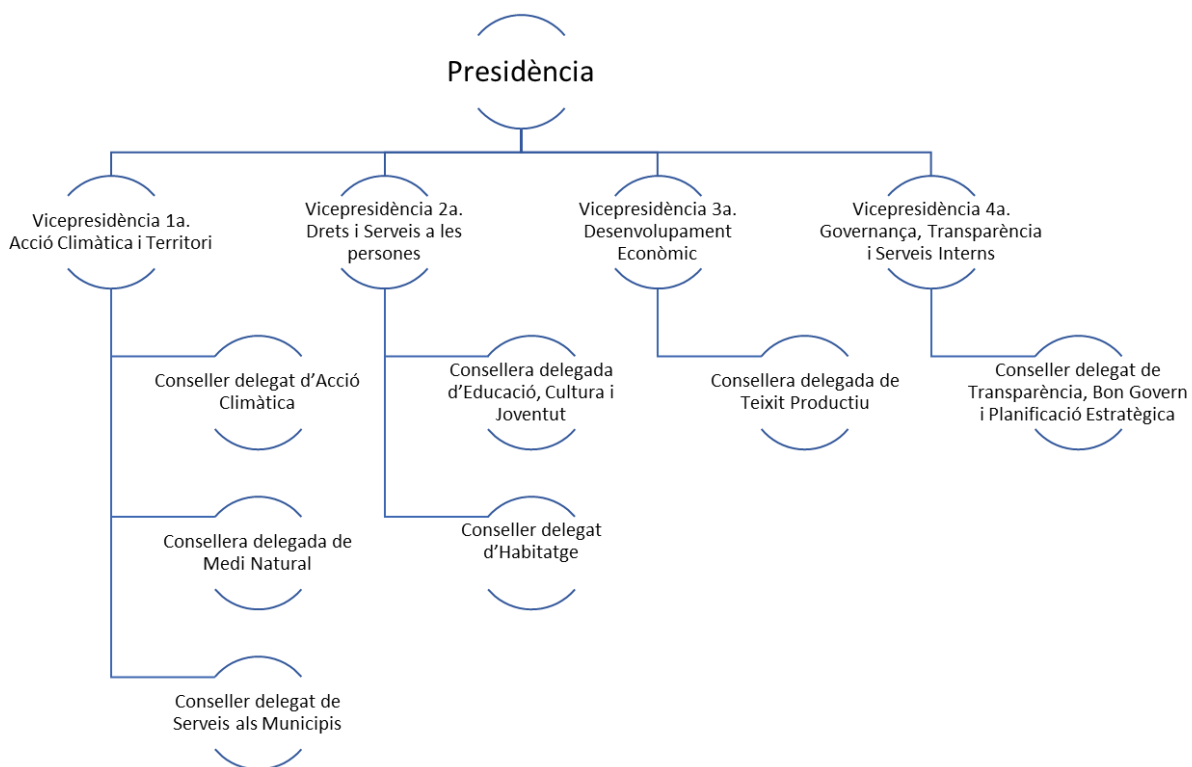 Presidència
Vicepresidència 1a.
Acció Climàtica i Territori
Vicepresidència 2a.
Drets i Serveis a les
persones
Vicepresidència 3a.
Desenvolupament
Econòmic
Vicepresidència 4a.
Governança, Transparència
i Serveis Interns
Conseller delegat d’Acció
Climàtica
Consellera delegada de
Medi Natural
Conseller delegat de
Serveis als Municipis
Consellera delegada
d’Educació, Cultura i
Joventut
Conseller delegat
d’Habitatge
Consellera delegada de
Teixit Productiu
Conseller delegat de
Transparència, Bon Govern
i Planificació Estratègica